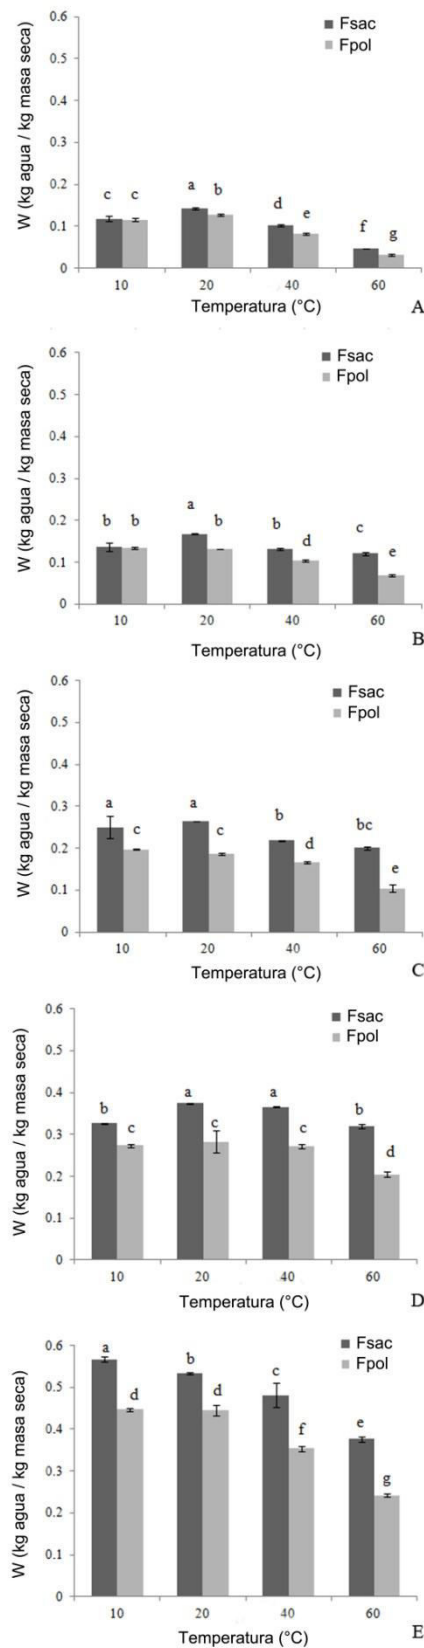 0.6
0.5
0.4
0.3
0.2
0.1
0
W (kg agua / kg masa seca)
Fsac
Fpol
c c a b d e f g
10 20 40 60
Temperatura (°C)
A
0.6
0.5
0.4
0.3
0.2
0.1
0
W (kg agua / kg masa seca)
Fsac
Fpol
b b a b b d c e
10 20 40 60
Temperatura (°C)
B
0.6
0.5
0.4
0.3
0.2
0.1
0
W (kg agua / kg masa seca)
Fsac
Fpol
a c a c b d bc e
10 20 40 60
Temperatura (°C)
C
0.6
0.5
0.4
0.3
0.2
0.1
0
W (kg agua / kg masa seca)
Fsac
Fpol
b c a c a c b d
10 20 40 60
Temperatura (°C)
D
0.6
0.5
0.4
0.3
0.2
0.1
0
W (kg agua / kg masa seca)
Fsac
Fpol
a d b d c f e g
10 20 40 60
Temperatura (°C)
E